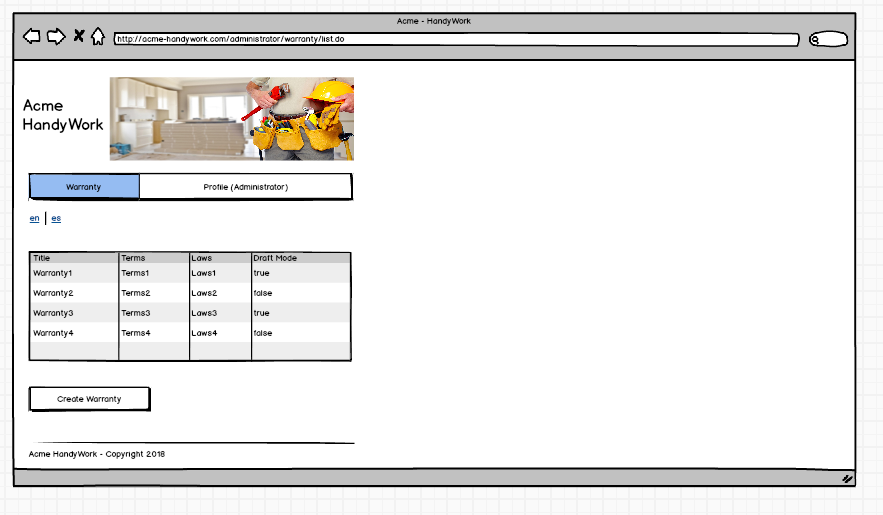 Acme - HandyWork
http://acme-handywork.com/administrator/warranty/list.do
Acme
HandyWork
Warranty Profile (Administrator)
en | es
Title Terms Laws Draft Mode
Warranty1 Terms1 Laws1 true
Warranty2 Terms2 Laws2 false
Warranty3 Terms3 Laws3 true
Warranty4 Terms4 Laws4 false
Create Warranty
Acme HandyWork - Copyright 2018